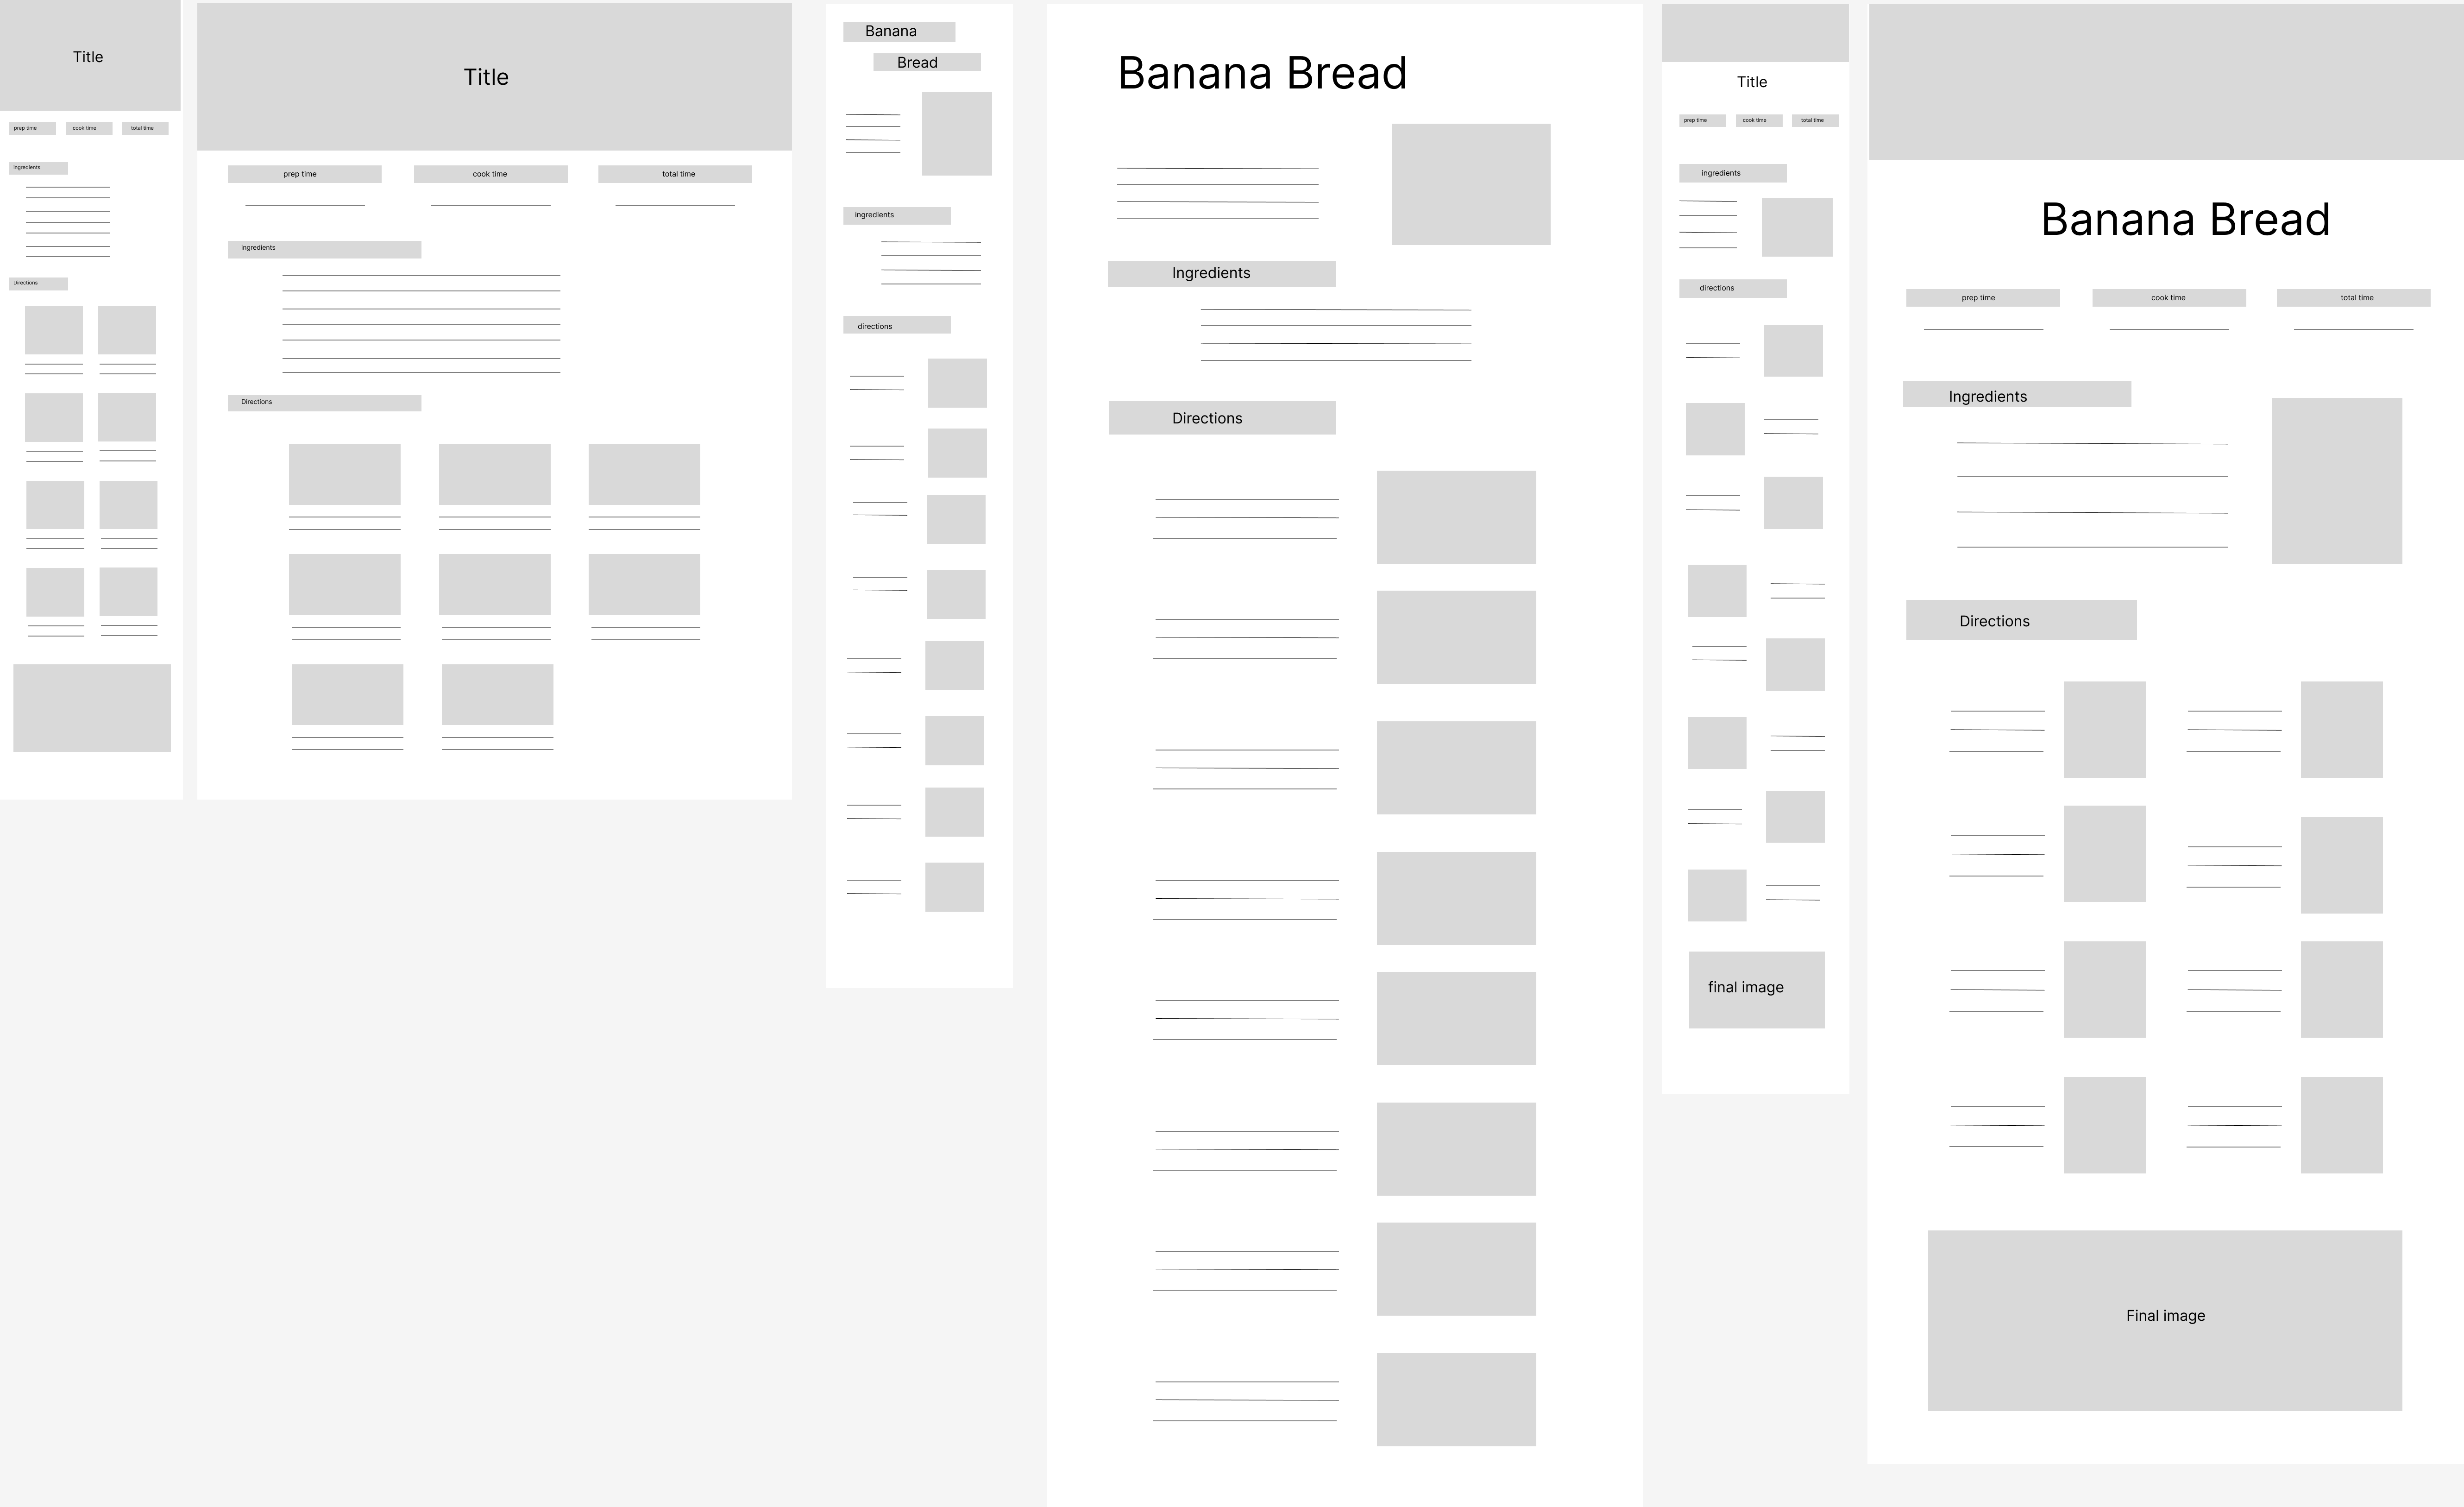 Title
prep time
cook time
total time
ingredients
Directions
Title
prep time
cook time
total time
ingredients
Directions
Banana
Bread
ingredients
directions
Banana Bread
Ingredients
Directions
Title
prep time
cook time
total time
ingredients
directions
final image
Banana Bread
prep time
cook time
total time
Ingredients
Directions
Final image